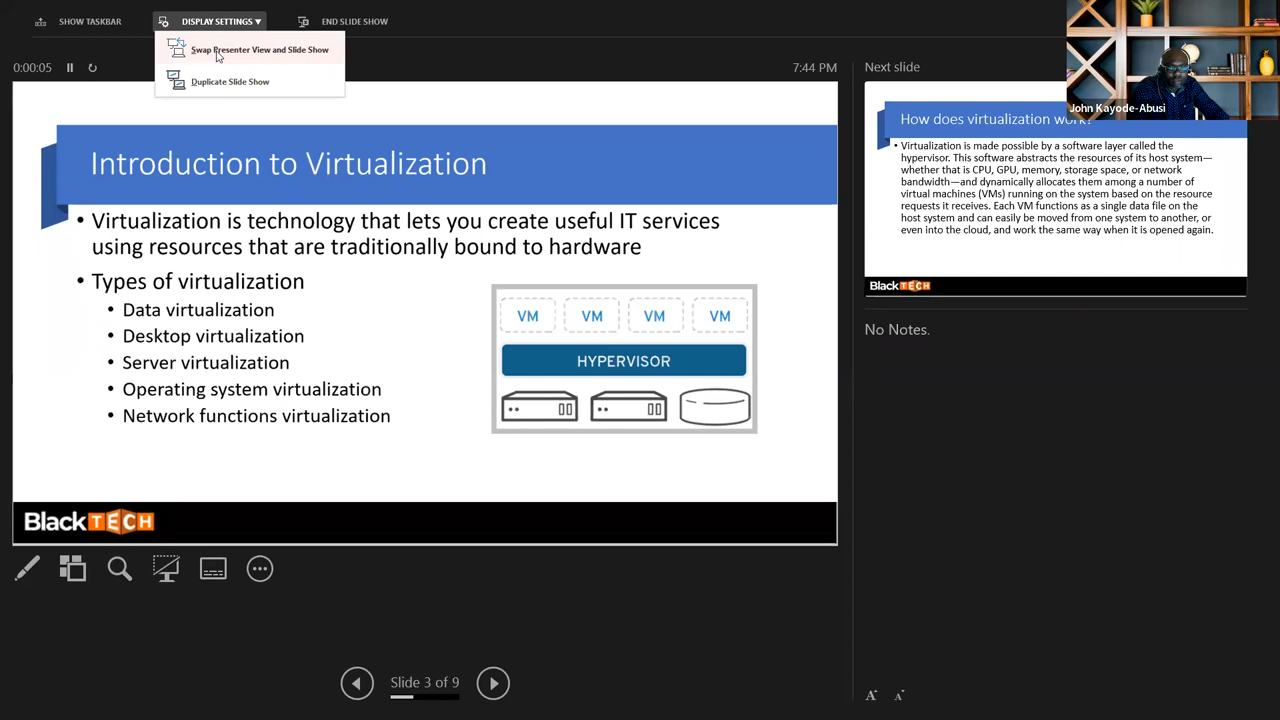 SHOW TASKBAR
DISPLAY SETTINGS ▼
END SLIDE SHOW
Swap Presenter View and Slide Show
Duplicate Slide Show
0:00:05
7:44 PM
Introduction to Virtualization
• Virtualization is technology that lets you create useful IT services
using resources that are traditionally bound to hardware
• Types of virtualization
• Data virtualization
• Desktop virtualization
• Server virtualization
• Operating system virtualization
• Network functions virtualization
VM VM VM VM
HYPERVISOR
BlackTECH
Slide 3 of 9
Next slide
John Kayode-Abusi
How does virtualization work?
• Virtualization is made possible by a software layer called the
hypervisor. This software abstracts the resources of its host system—
whether that is CPU, GPU, memory, storage space, or network
bandwidth—and dynamically allocates them among a number of
virtual machines (VMs) running on the system based on the resource
requests it receives. Each VM functions as a single data file on the
host system and can easily be moved from one system to another, or
even into the cloud, and work the same way when it is opened again.
BlackTECH
No Notes.
A A